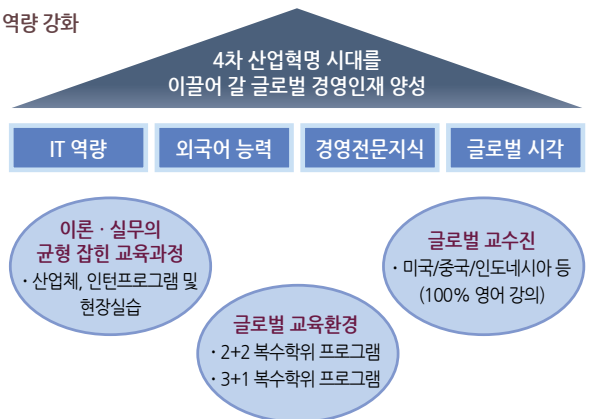 역량 강화
4차 산업혁명 시대를
이끌어 갈 글로벌 경영인재 양성
IT 역량
외국어 능력
경영전문지식
글로벌 시각
이론 · 실무의
균형 잡힌 교육과정
· 산업체, 인턴프로그램 및
현장실습
글로벌 교육환경
· 2+2 복수학위 프로그램
· 3+1 복수학위 프로그램
글로벌 교수진
· 미국/중국/인도네시아 등
(100% 영어 강의)